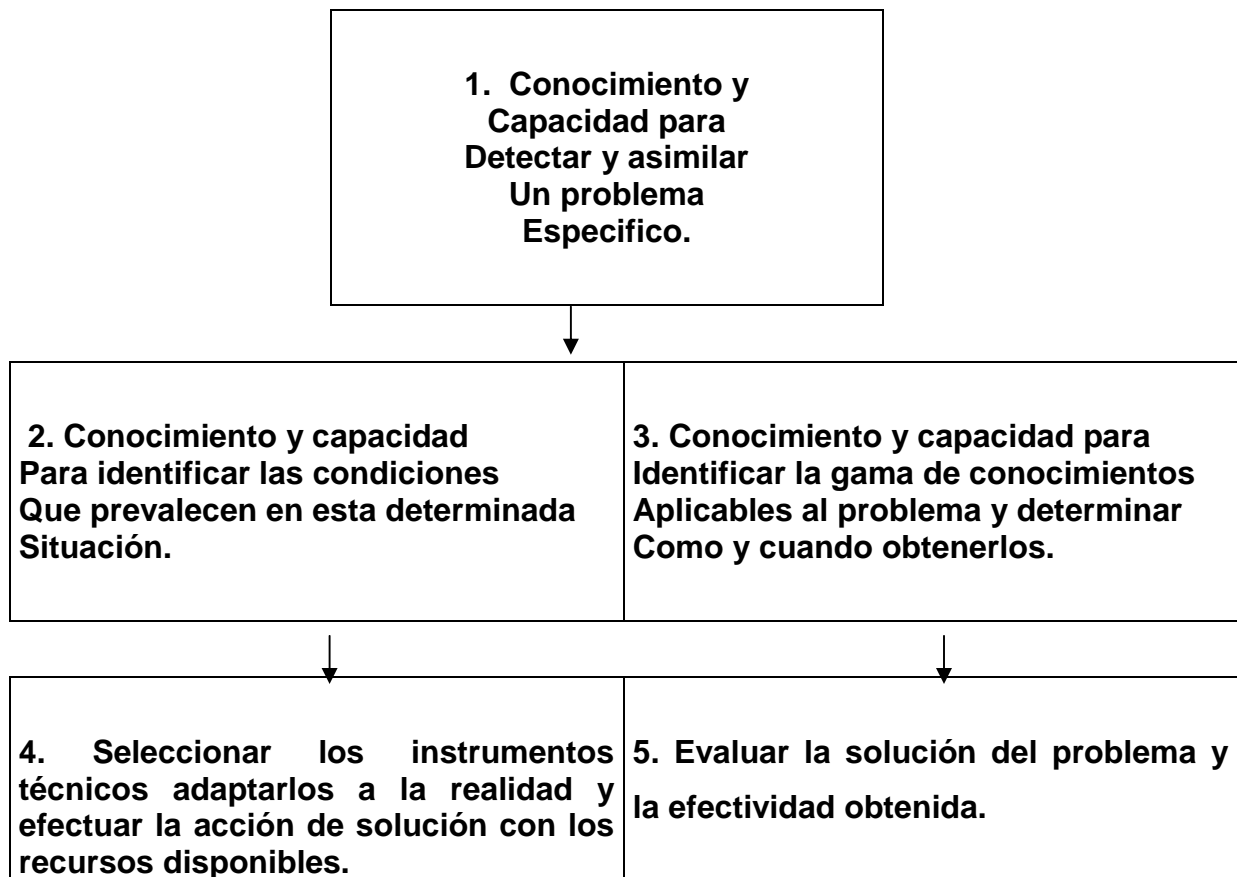 1. Conocimiento y
Capacidad para
Detectar y asimilar
Un problema
Especifico.
2. Conocimiento y capacidad
Para identificar las condiciones
Que prevalecen en esta determinada
Situación.
3. Conocimiento y capacidad para
Identificar la gama de conocimientos
Aplicables al problema y determinar
Como y cuando obtenerlos.
4. Seleccionar los instrumentos
técnicos adaptarlos a la realidad y
efectuar la acción de solución con los
recursos disponibles.
5. Evaluar la solución del problema y
la efectividad obtenida.